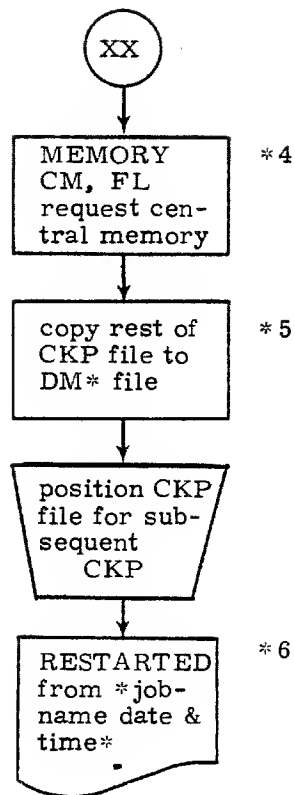 XX
MEMORY *4
CM, FL
request cen-
tral memory
copy rest of *5
CKP file to
DM* file
position CKP
file for sub-
sequent
CKP
RESTARTED *6
from *job-
name date &
time*